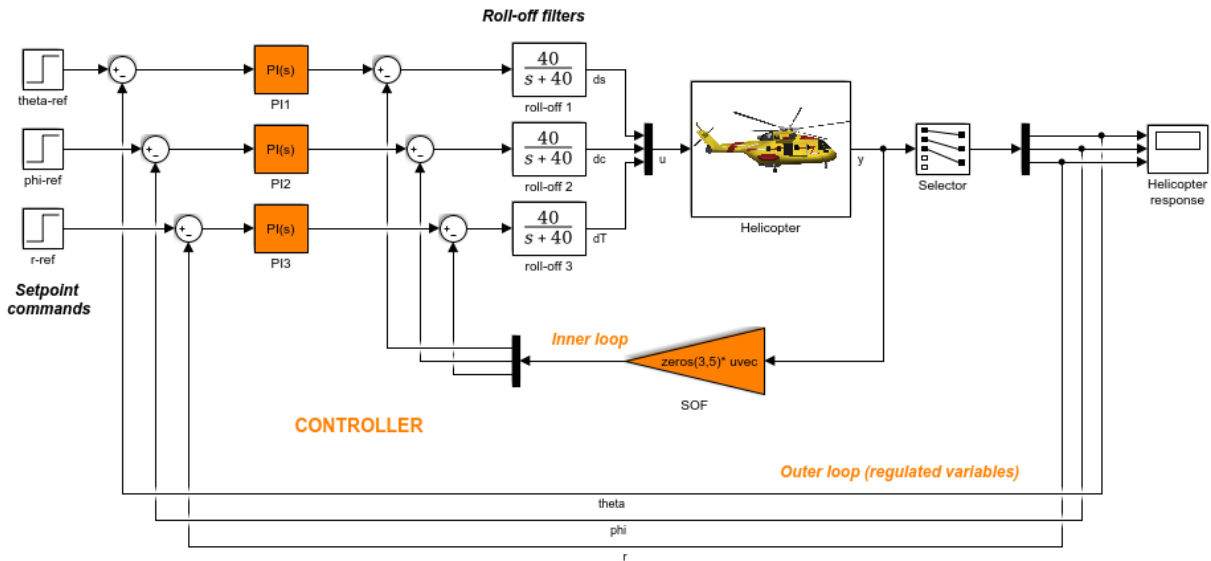 Roll-off filters
theta-ref
+
-
PI(s)
PI1
+
-
40
s + 40
roll-off 1
ds
phi-ref
+
-
PI(s)
PI2
+
-
40
s + 40
roll-off 2
dc
u
Helicopter
y
Selector
Helicopter
response
r-ref
+
-
PI(s)
PI3
+
-
40
s + 40
roll-off 3
dT
Setpoint
commands
Inner loop
zeros(3,5)* uvec
SOF
CONTROLLER
Outer loop (regulated variables)
theta
phi
r